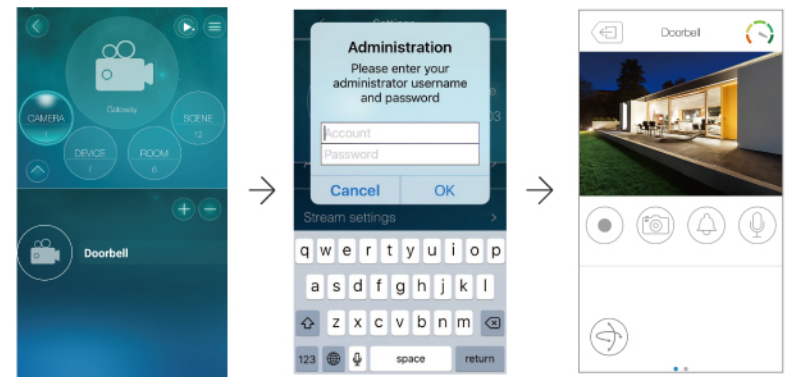 Gateway
CAMERA
1
SCENE
12
DEVICE
7
ROOM
6
Doorbell
Settings
Administration
Please enter your
administrator username
and password
e
03
Account
Password
Cancel
OK
Stream settings
q w e r t y u i o p
a s d f g h j k l
z x c v b n m
123
space
return
Doorbell